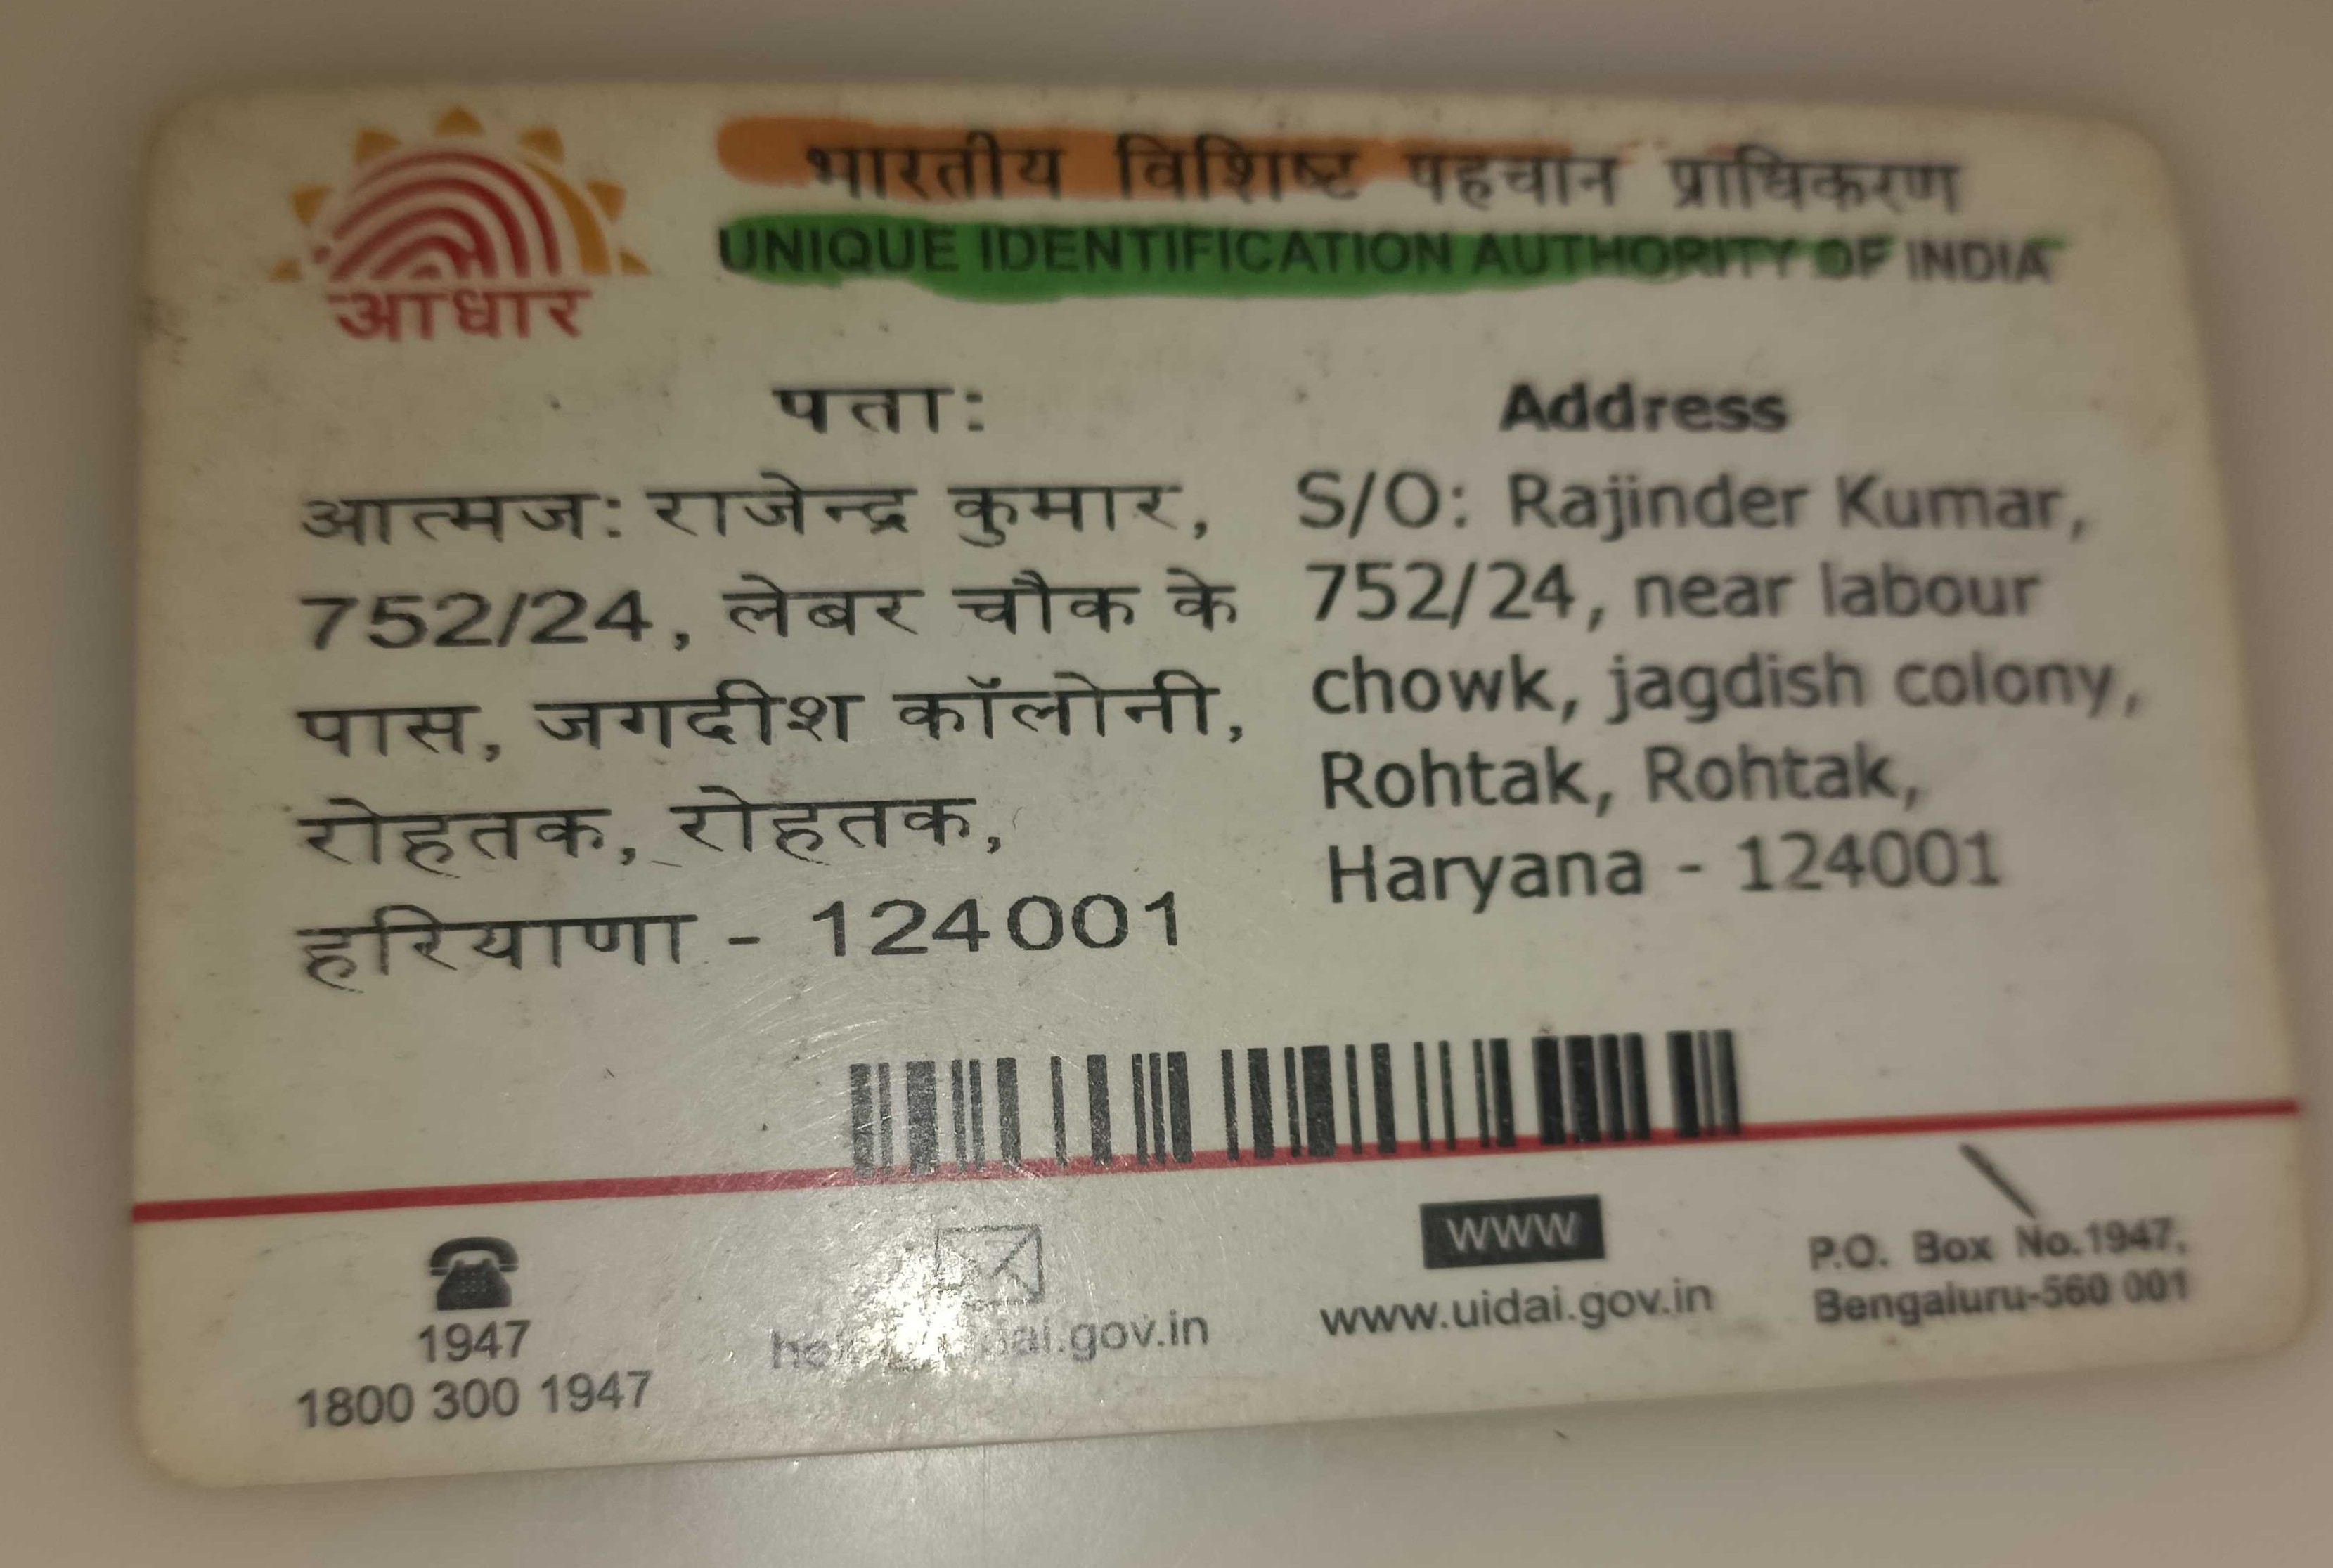 आधार
भारतीय विशिष्ट पहचान प्राधिकरण
UNIQUE IDENTIFICATION AUTHORITY OF INDIA
पताः
आत्मजः राजेन्द्र कुमार,
752/24, लेबर चौक के
पास, जगदीश कॉलोनी,
रोहतक, रोहतक,
हरियाणा - 124001
Address
S/O: Rajinder Kumar,
752/24, near labour
chowk, jagdish colony,
Rohtak, Rohtak,
Haryana - 124001
1947
1800 300 1947
www
www.uidai.gov.in
P.O. Box No.1947,
Bengaluru-560 001